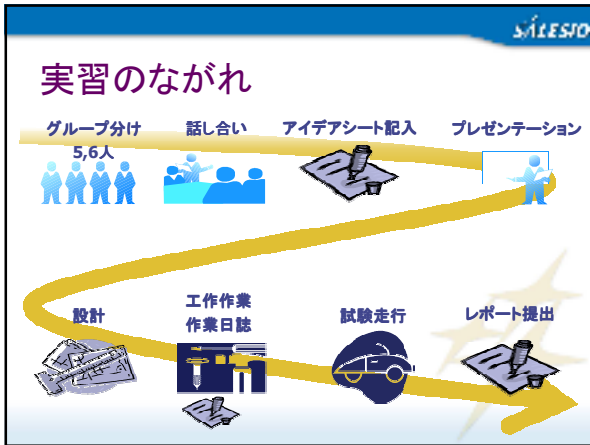 SALESIO
実習のながれ
グループ分け
5,6人
話し合い
アイデアシート記入
プレゼンテーション
設計
工作作業
作業日誌
試験走行
レポート提出